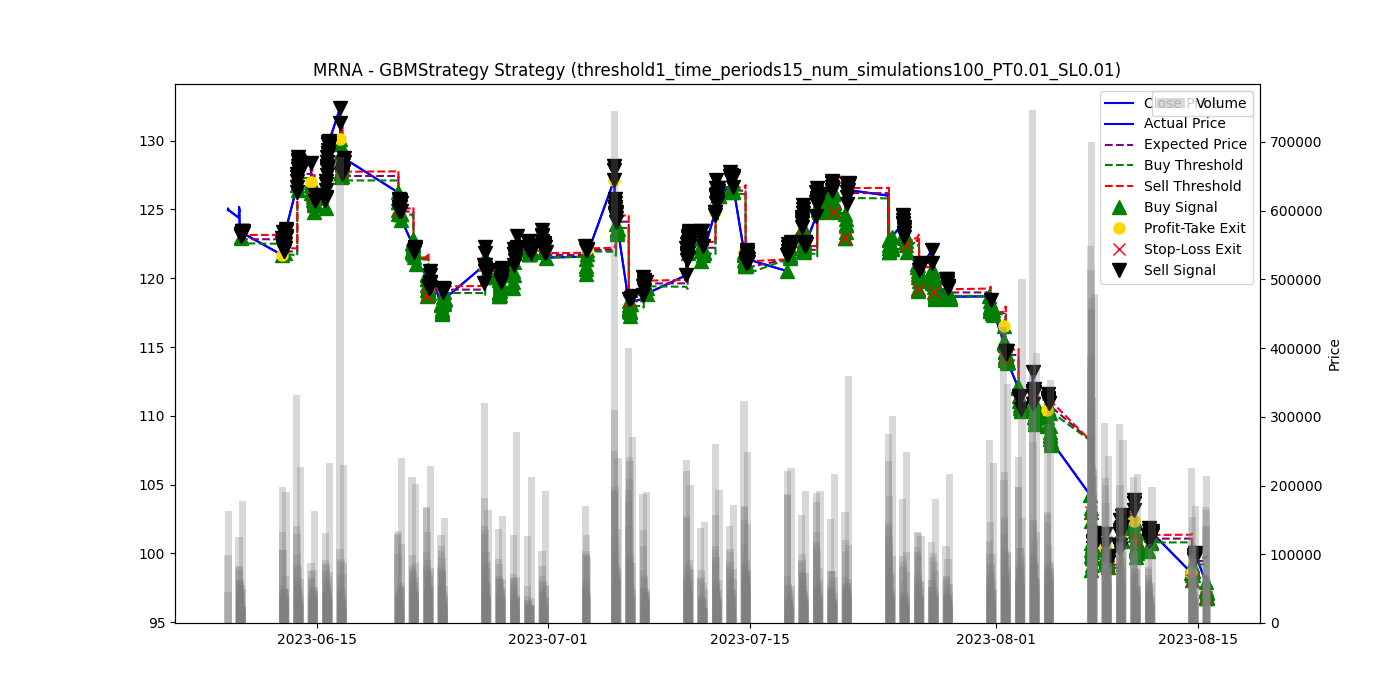 MRNA - GBMStrategy Strategy (threshold1_time_periods15_num_simulations100_PT0.01_SL0.01)
130
125
120
115
110
105
100
95
700000
600000
500000
400000
300000
200000
100000
0
Price
2023-06-15
2023-07-01
2023-07-15
2023-08-01
2023-08-15
Volume
Actual Price
Expected Price
Buy Threshold
Sell Threshold
Buy Signal
Profit-Take Exit
Stop-Loss Exit
Sell Signal